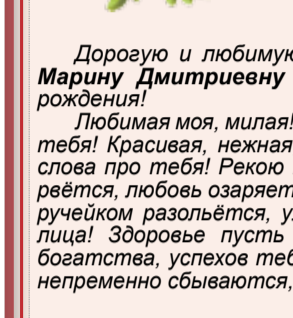 Дорогую и любимую
Марину Дмитриевну
рождения!
Любимая моя, милая!
тебя! Красивая, нежная
слова про тебя! Рекою
рвётся, любовь озаряет
ручейком разольётся, у
лица! Здоровье пусть
богатства, успехов теб
непременно сбываются,